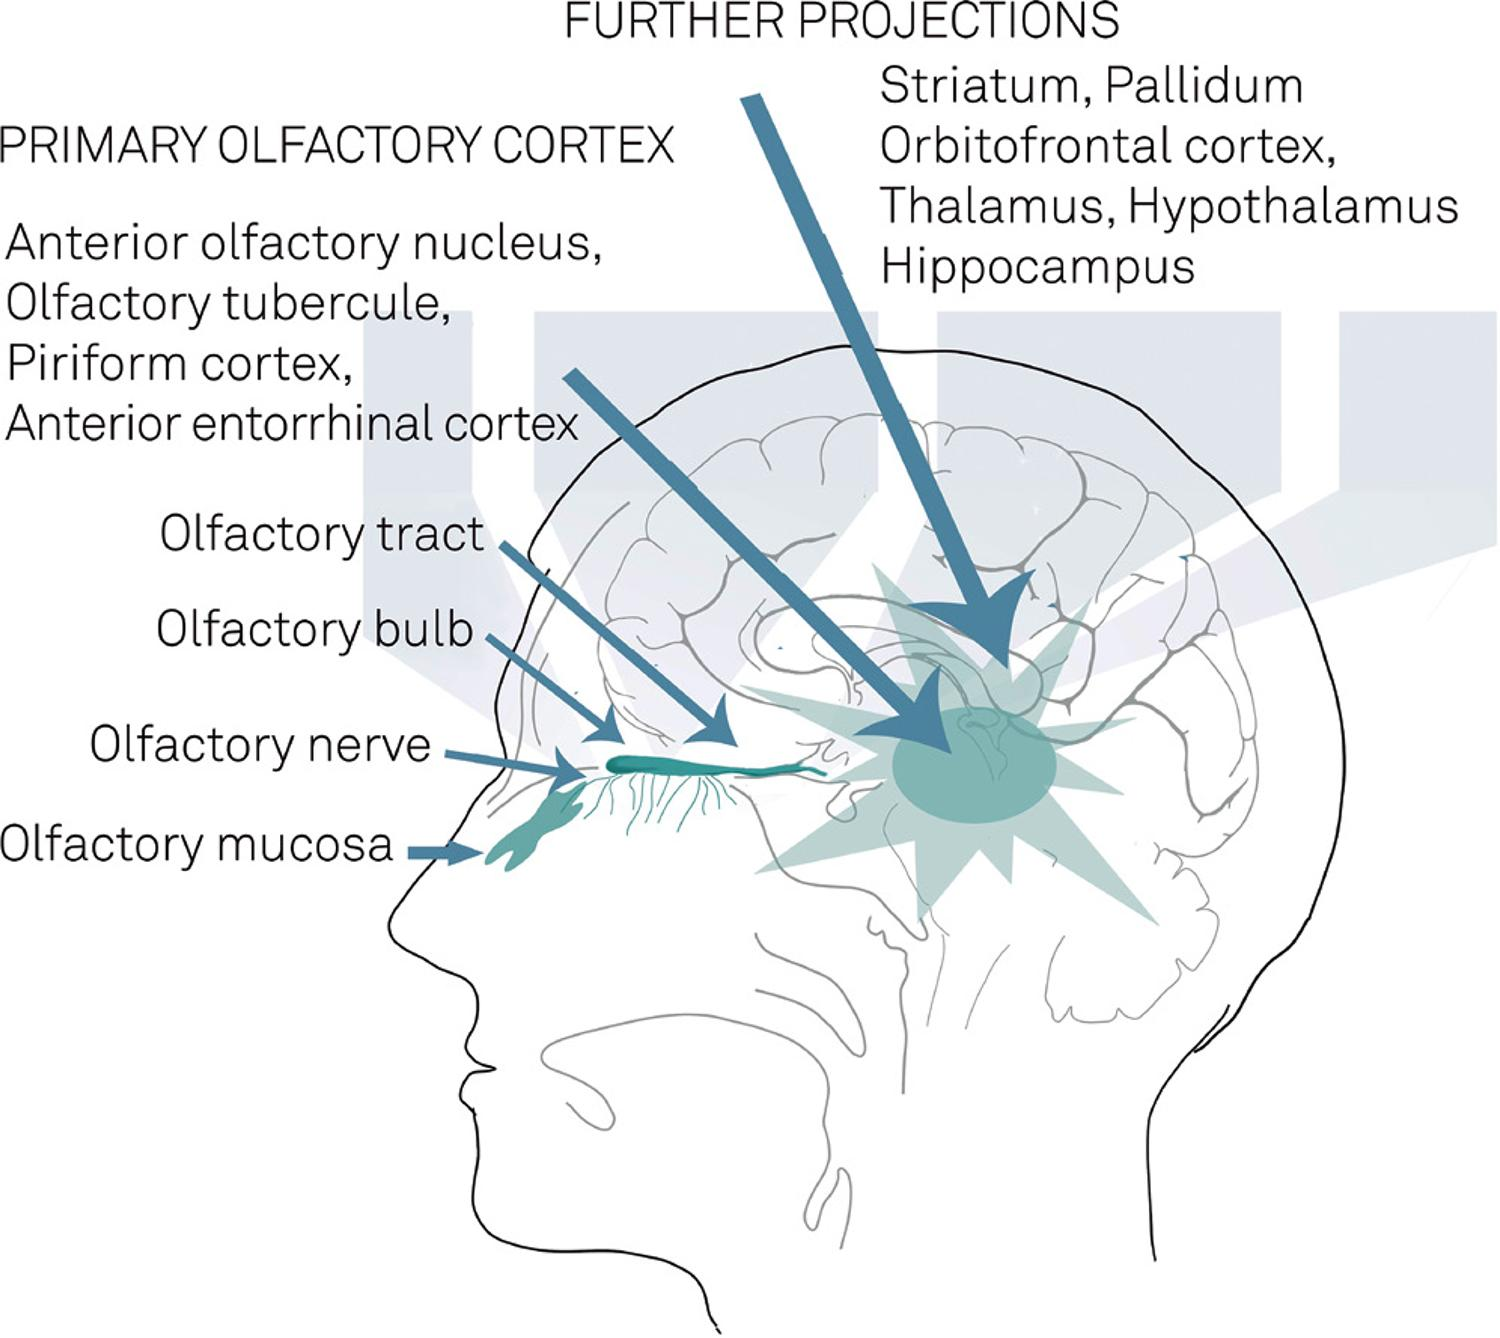 FURTHER PROJECTIONS
Striatum, Pallidum
Orbitofrontal cortex,
Thalamus, Hypothalamus
Hippocampus
PRIMARY OLFACTORY CORTEX
Anterior olfactory nucleus,
Olfactory tubercule,
Piriform cortex,
Anterior entorrhinal cortex
Olfactory tract
Olfactory bulb
Olfactory nerve
Olfactory mucosa